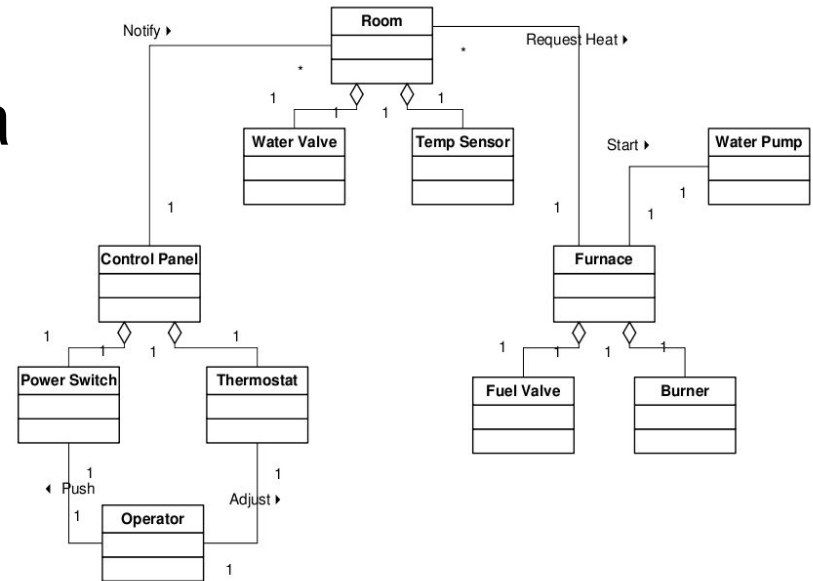 Room
Notify
Request Heat
*
*
1
1
1
1
Water Valve
Temp Sensor
Start
Water Pump
1
1
1
1
Control Panel
Furnace
1
1
1
1
1
1
1
1
Power Switch
Thermostat
Fuel Valve
Burner
1
1
Push
Adjust
1
Operator
1
a